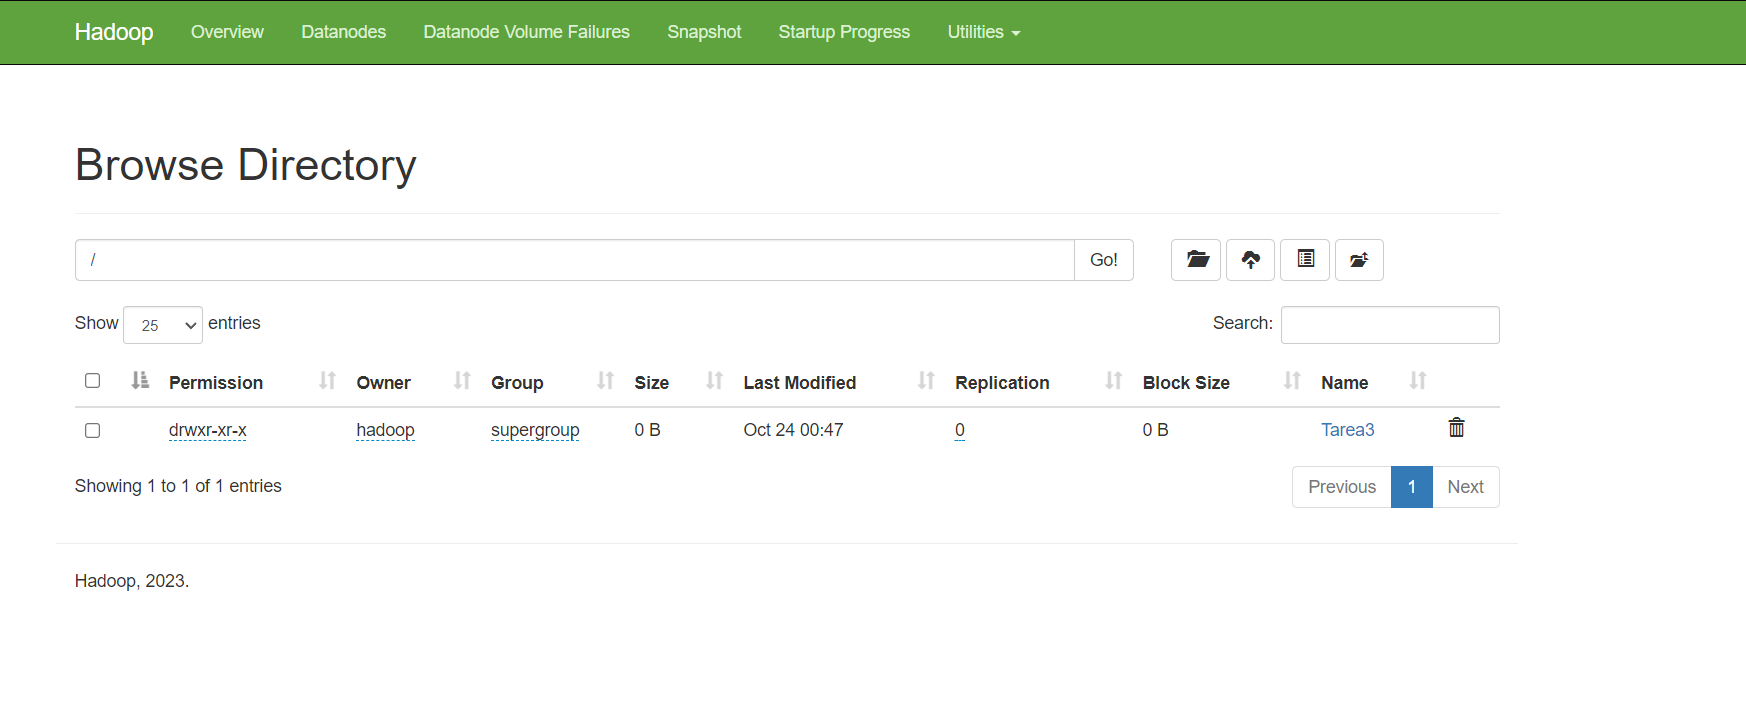 Hadoop Overview Datanodes Datanode Volume Failures Snapshot Startup Progress Utilities
Browse Directory
/ Go!
Show 25 entries Search:
Permission Owner Group Size Last Modified Replication Block Size Name
drwxr-xr-x hadoop supergroup 0 B Oct 24 00:47 0 0 B Tarea3
Showing 1 to 1 of 1 entries Previous 1 Next
Hadoop, 2023.